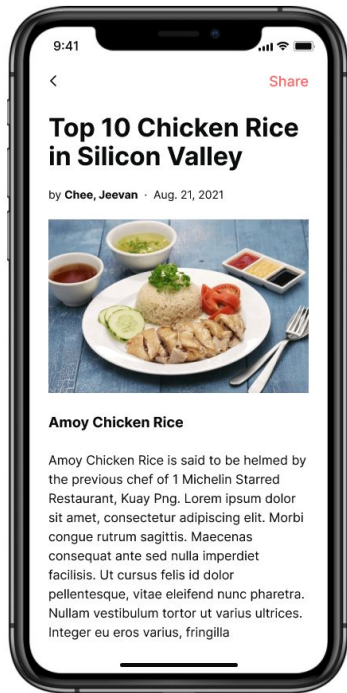 9:41
Share
Top 10 Chicken Rice
in Silicon Valley
by Chee, Jeevan · Aug. 21, 2021
Amoy Chicken Rice
Amoy Chicken Rice is said to be helmed by
the previous chef of 1 Michelin Starred
Restaurant, Kuay Png. Lorem ipsum dolor
sit amet, consectetur adipiscing elit. Morbi
congue rutrum sagittis. Maecenas
consequat ante sed nulla imperdiet
facilisis. Ut cursus felis id dolor
pellentesque, vitae eleifend nunc pharetra.
Nullam vestibulum tortor ut varius ultrices.
Integer eu eros varius, fringilla